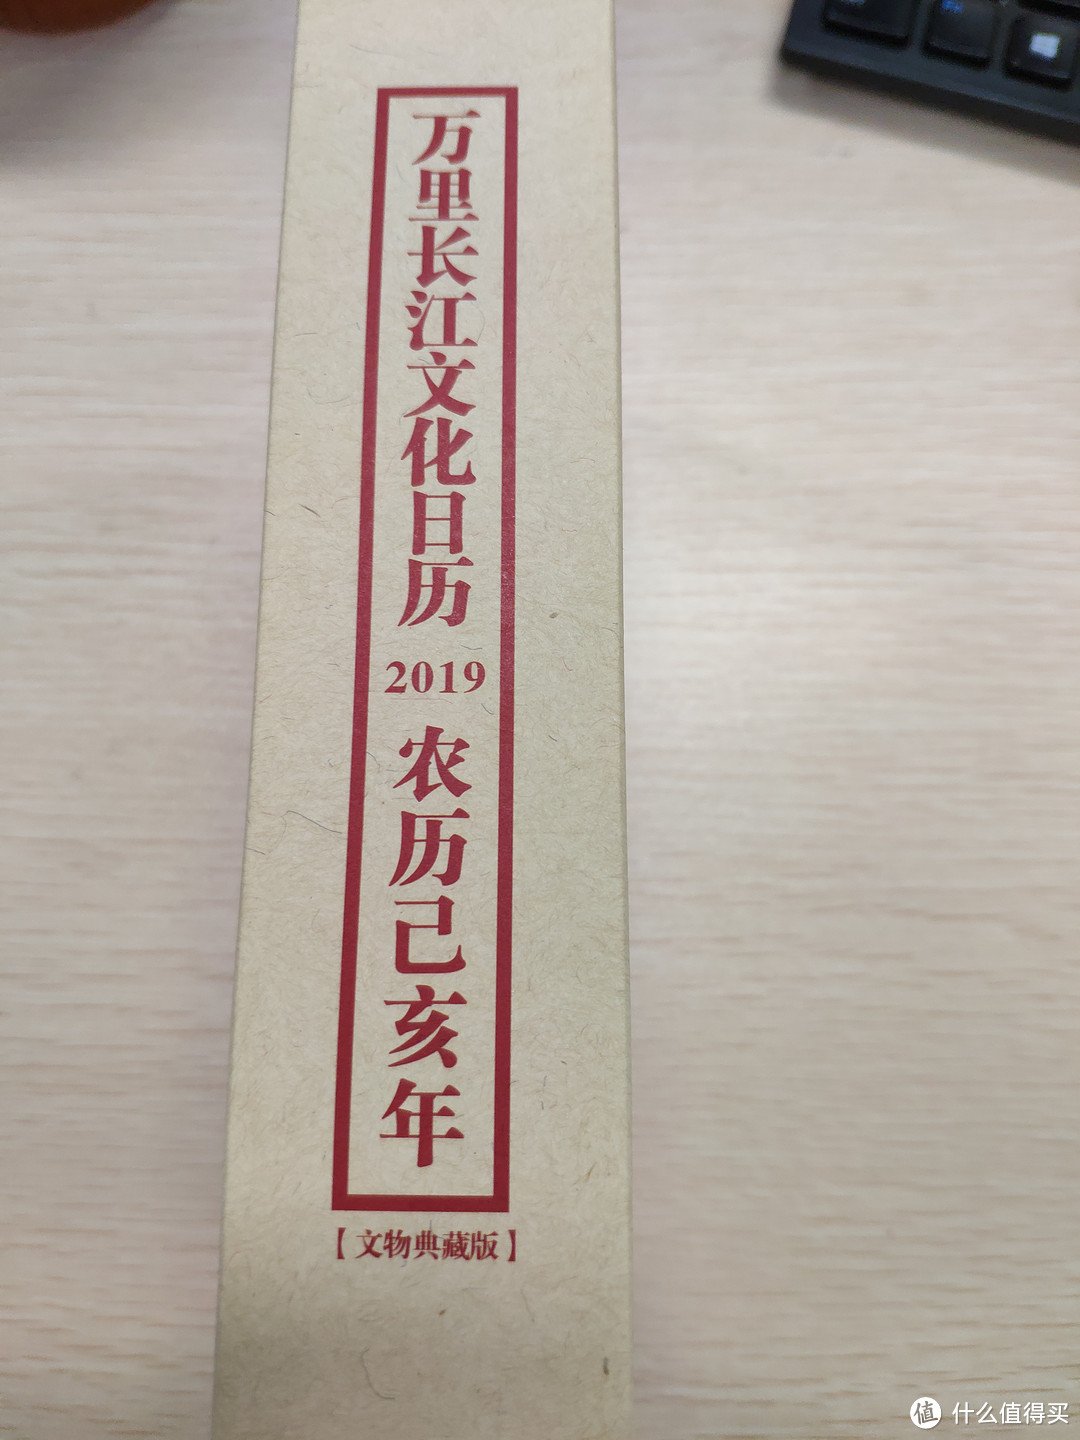 万里长江文化日历
2019
农历己亥年
【文物典藏版】
值 什么值得买